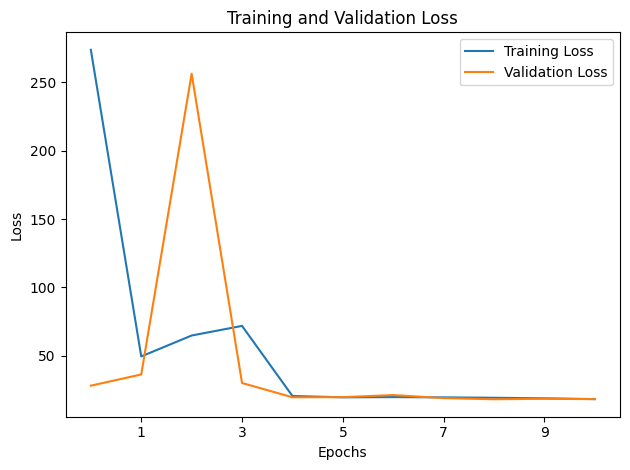 Training and Validation Loss
Training Loss
Validation Loss
250
200
150
100
50
Loss
1 3 5 7 9
Epochs